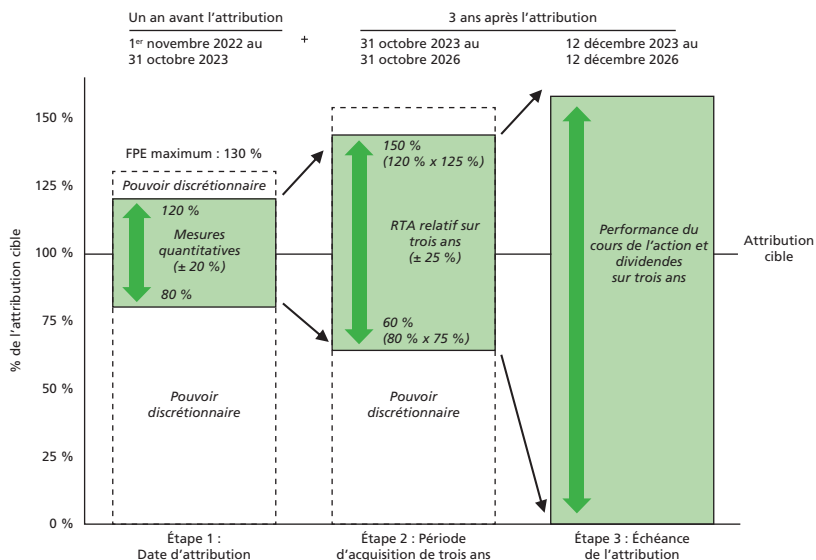 Un an avant l’attribution
1er novembre 2022 au
31 octobre 2023
+
3 ans après l’attribution
31 octobre 2023 au
31 octobre 2026
12 décembre 2023 au
12 décembre 2026
% de l’attribution cible
150 %
125 %
100 %
75 %
50 %
25 %
0 %
FPE maximum : 130 %
Pouvoir discrétionnaire
120 %
Mesures
quantitatives
(± 20 %)
80 %
Pouvoir
discrétionnaire
150 %
(120 % x 125 %)
RTA relatif sur
trois ans
(± 25 %)
60 %
(80 % x 75 %)
Pouvoir
discrétionnaire
Performance du
cours de l’action et
dividendes
sur trois ans
Attribution
cible
Étape 1 :
Date d’attribution
Étape 2 : Période
d’acquisition de trois ans
Étape 3 : Échéance
de l’attribution